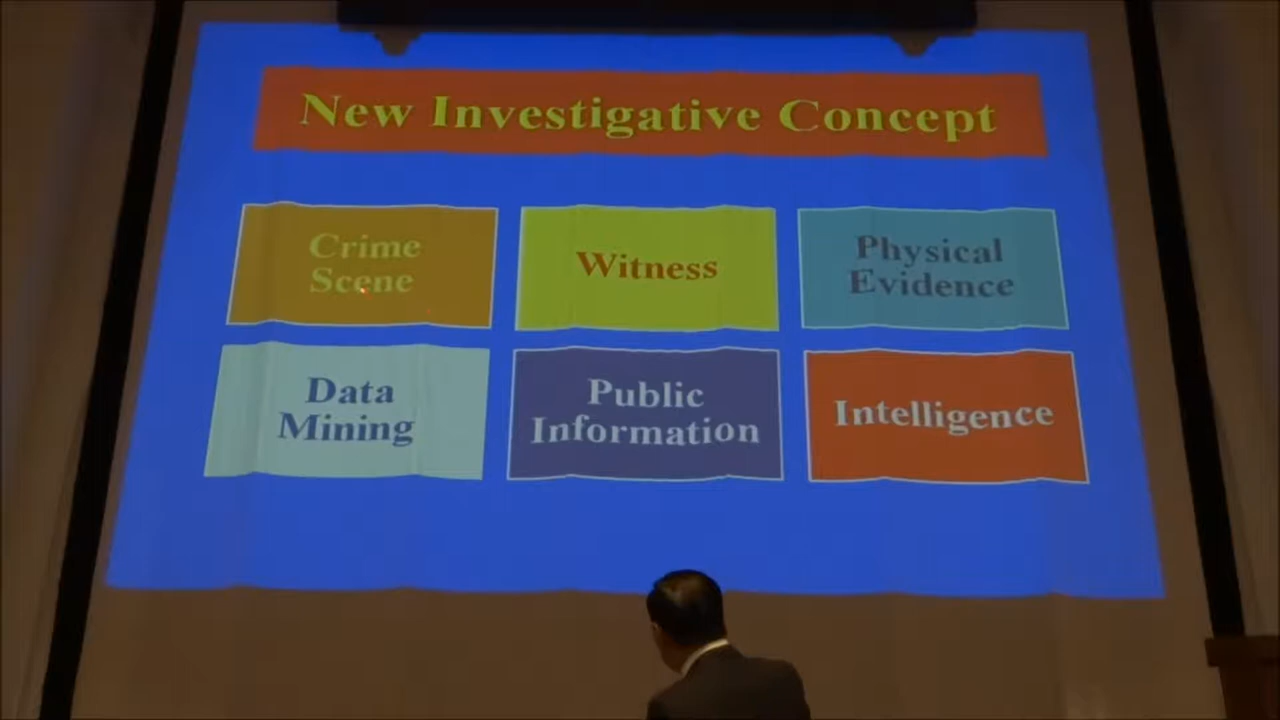 New Investigative Concept
Crime
Scene
Witness
Physical
Evidence
Data
Mining
Public
Information
Intelligence